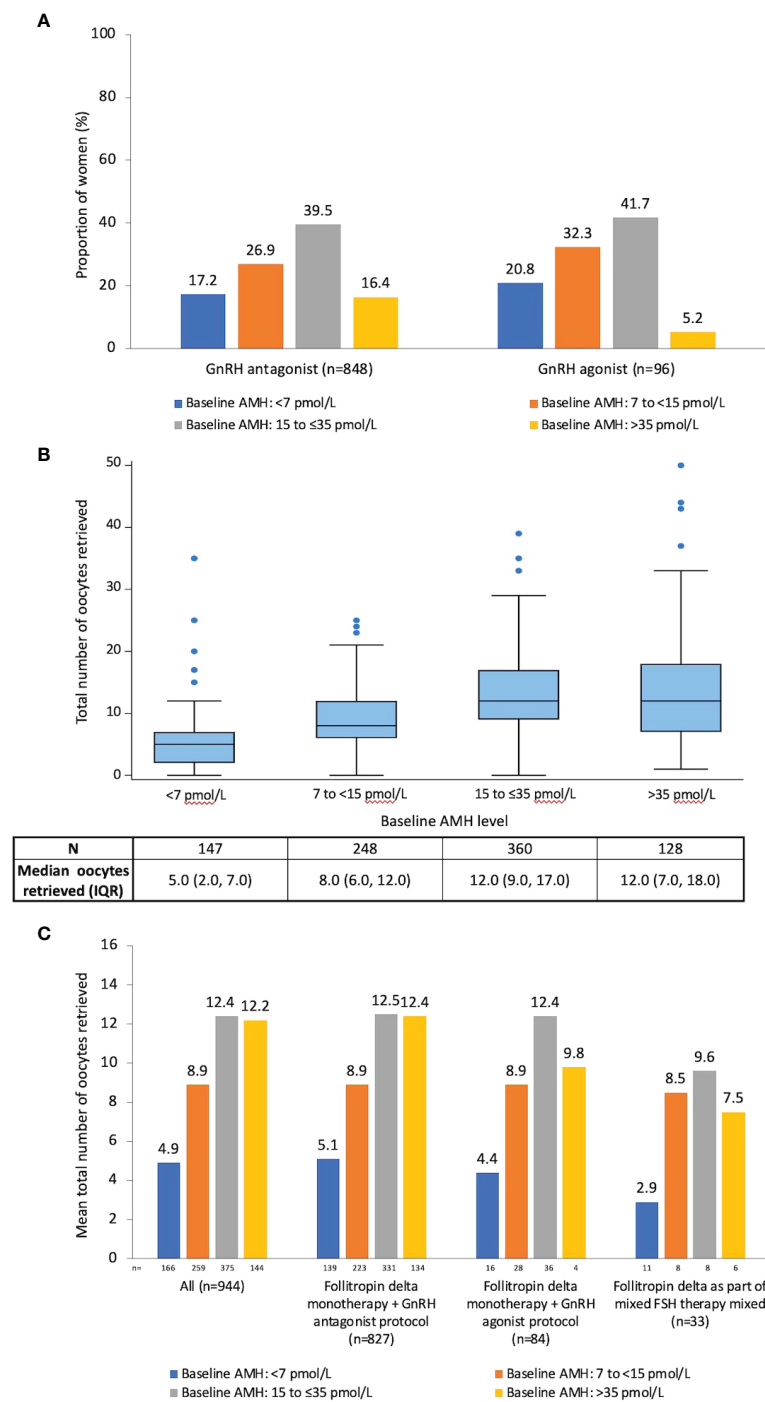 A
100
80
60
40
20
0
Proportion of women (%)
17.2
26.9
39.5
16.4
20.8
32.3
41.7
5.2
GnRH antagonist (n=848)
GnRH agonist (n=96)
Baseline AMH: <7 pmol/L
Baseline AMH: 7 to <15 pmol/L
Baseline AMH: 15 to ≤35 pmol/L
Baseline AMH: >35 pmol/L
B
50
40
30
20
10
0
Total number of oocytes retrieved
<7 pmol/L
7 to <15 pmol/L
15 to ≤35 pmol/L
>35 pmol/L
Baseline AMH level
N 147 248 360 128
Median oocytes
retrieved (IQR) 5.0 (2.0, 7.0) 8.0 (6.0, 12.0) 12.0 (9.0, 17.0) 12.0 (7.0, 18.0)
C
16
14
12
10
8
6
4
2
0
Mean total number of oocytes retrieved
4.9
8.9
12.4
12.2
5.1
8.9
12.5
12.4
4.4
8.9
12.4
9.8
2.9
8.5
9.6
7.5
n= 166 259 375 144 139 223 331 134 16 28 36 4 11 8 8 6
All (n=944)
Follitropin delta
monotherapy + GnRH
antagonist protocol
(n=827)
Follitropin delta
monotherapy + GnRH
agonist protocol
(n=84)
Follitropin delta as part of
mixed FSH therapy mixed
(n=33)
Baseline AMH: <7 pmol/L
Baseline AMH: 7 to <15 pmol/L
Baseline AMH: 15 to ≤35 pmol/L
Baseline AMH: >35 pmol/L